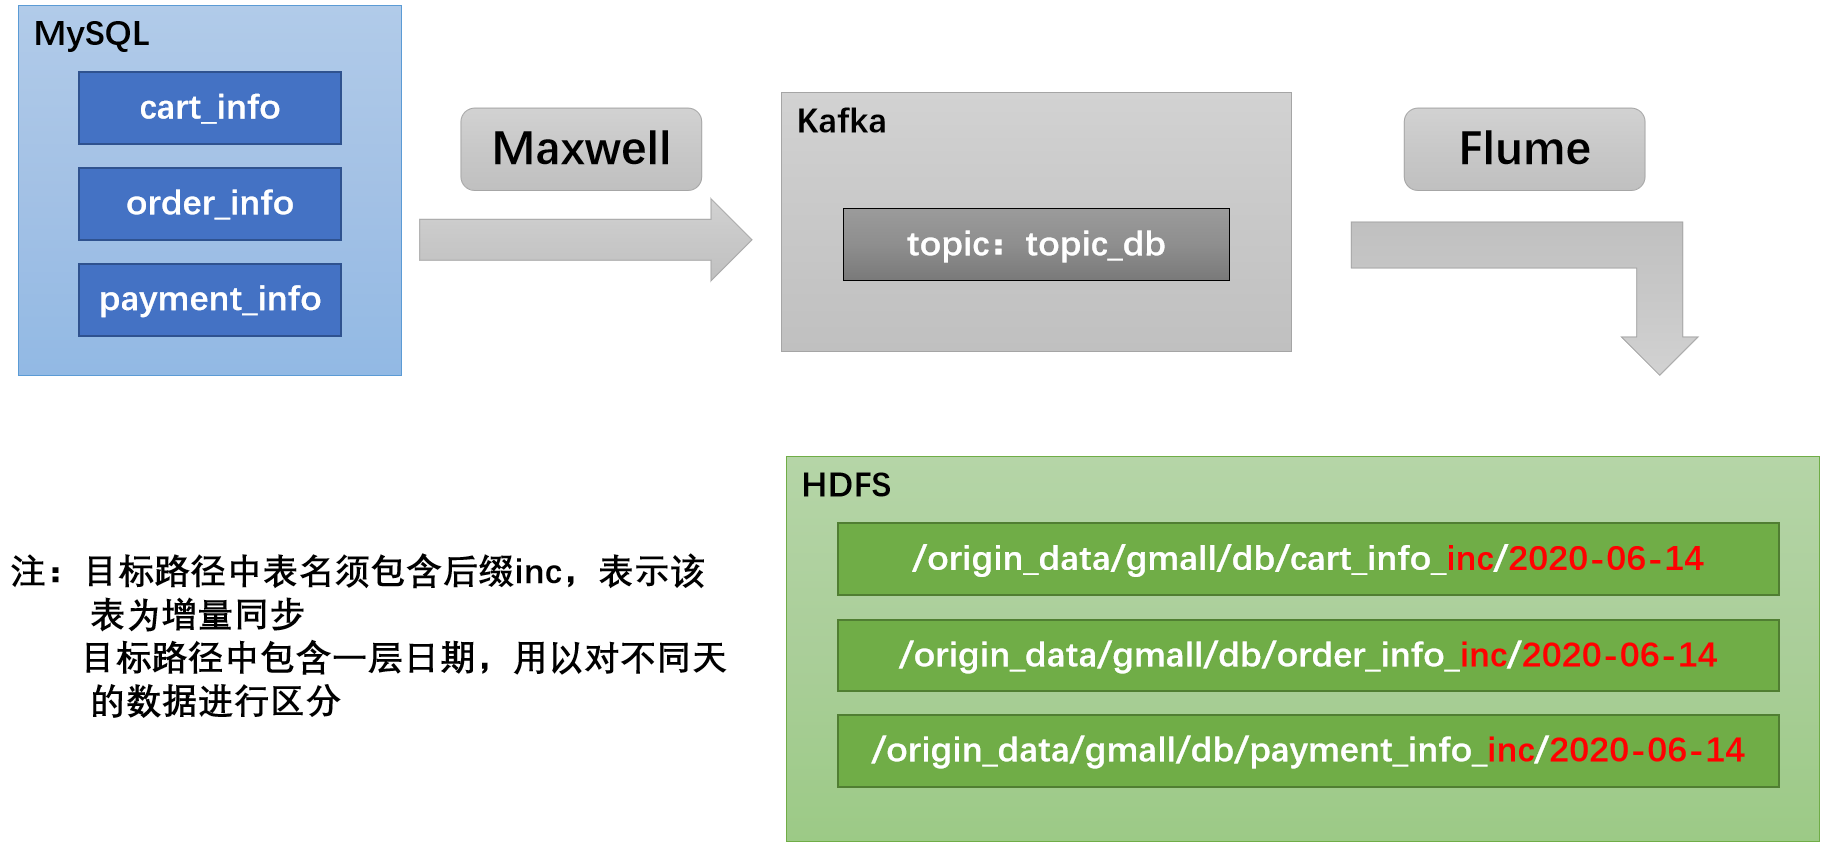 MySQL
cart_info
order_info
payment_info
Maxwell
Kafka
topic：topic_db
Flume
HDFS
/origin_data/gmall/db/cart_info_inc/2020-06-14
/origin_data/gmall/db/order_info_inc/2020-06-14
/origin_data/gmall/db/payment_info_inc/2020-06-14
注：目标路径中表名须包含后缀inc，表示该
表为增量同步
目标路径中包含一层日期，用以对不同天
的数据进行区分